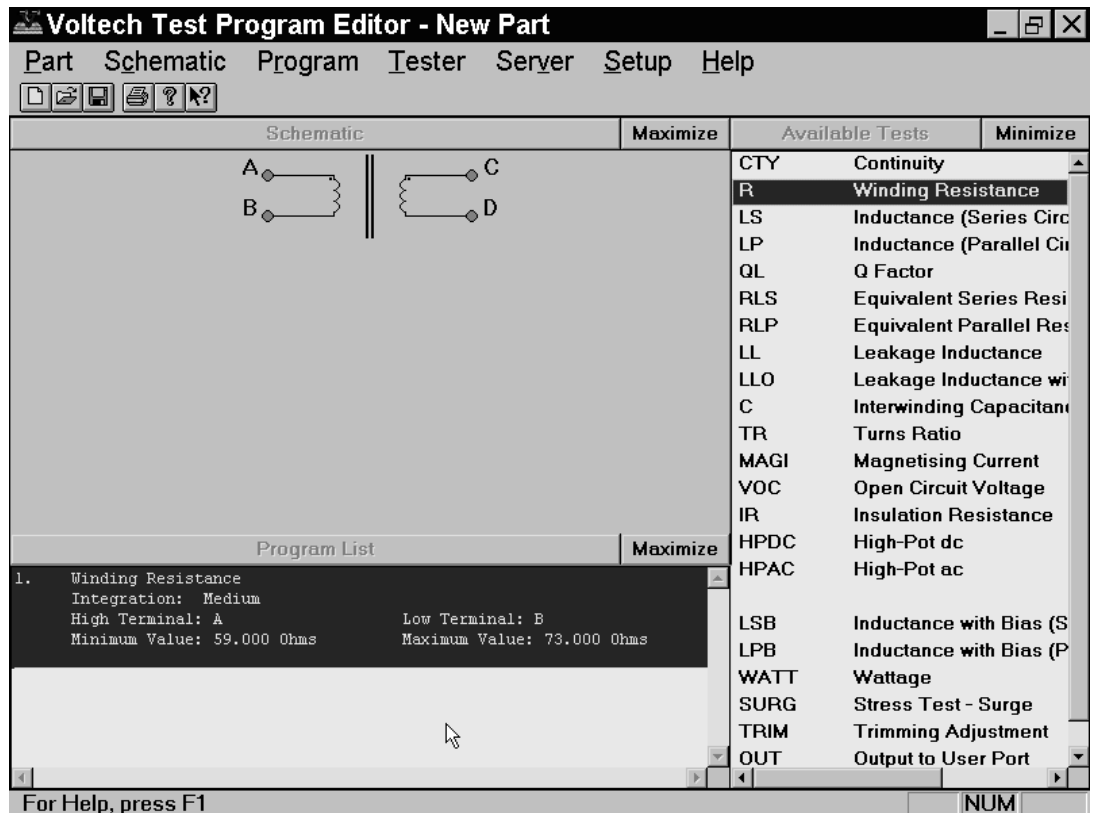 Voltech Test Program Editor - New Part
Part Schematic Program Tester Server Setup Help
Schematic Maximize
A C
B D
Program List Maximize
1. Winding Resistance
Integration: Medium
High Terminal: A Low Terminal: B
Minimum Value: 59.000 Ohms Maximum Value: 73.000 Ohms
Available Tests Minimize
CTY Continuity
R Winding Resistance
LS Inductance (Series Circ
LP Inductance (Parallel Cir
QL Q Factor
RLS Equivalent Series Resi
RLP Equivalent Parallel Res
LL Leakage Inductance
LLO Leakage Inductance wi
C Interwinding Capacitan
TR Turns Ratio
MAGI Magnetising Current
VOC Open Circuit Voltage
IR Insulation Resistance
HPDC High-Pot dc
HPAC High-Pot ac
LSB Inductance with Bias (S
LPB Inductance with Bias (P
WATT Wattage
SURG Stress Test - Surge
TRIM Trimming Adjustment
OUT Output to User Port
For Help, press F1 NUM